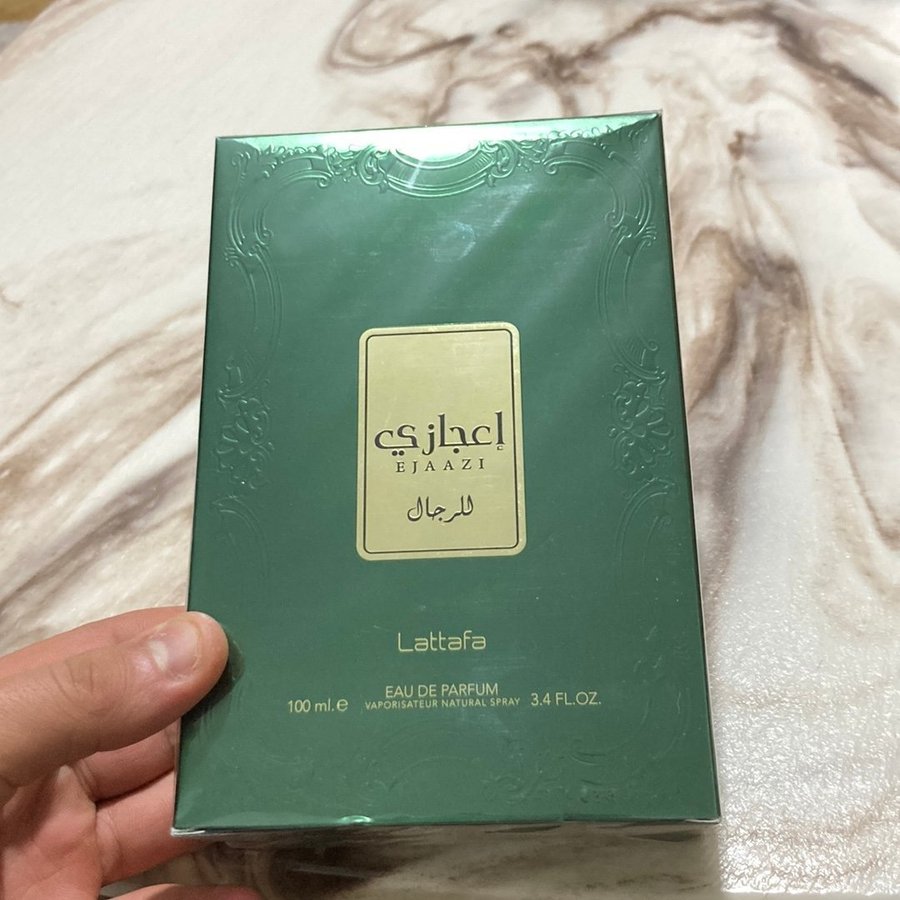 إعجازي
EJAAZI
للرجال
Lattafa
EAU DE PARFUM
100 ml.e VAPORISATEUR NATURAL SPRAY 3.4 FL.OZ.